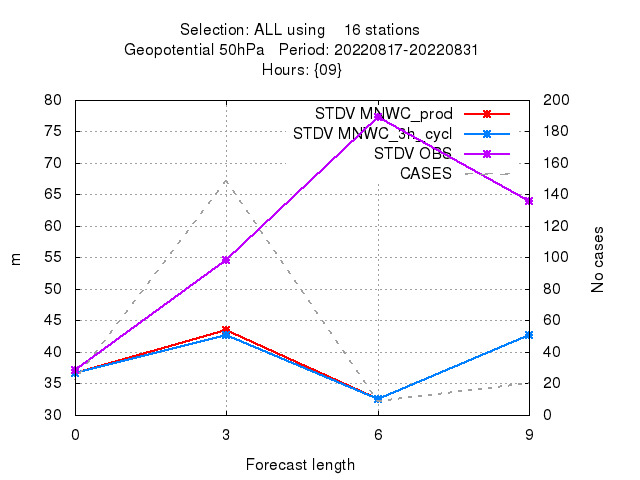 Selection: ALL using    16 stations
Geopotential 50hPa   Period: 20220817-20220831
Hours: {09}
STDV MNWC_prod
STDV MNWC_3h_cycl
STDV OBS
CASES
80
75
70
65
60
55
50
45
40
35
30
200
180
160
140
120
100
80
60
40
20
0
m
No cases
0
3
6
9
Forecast length